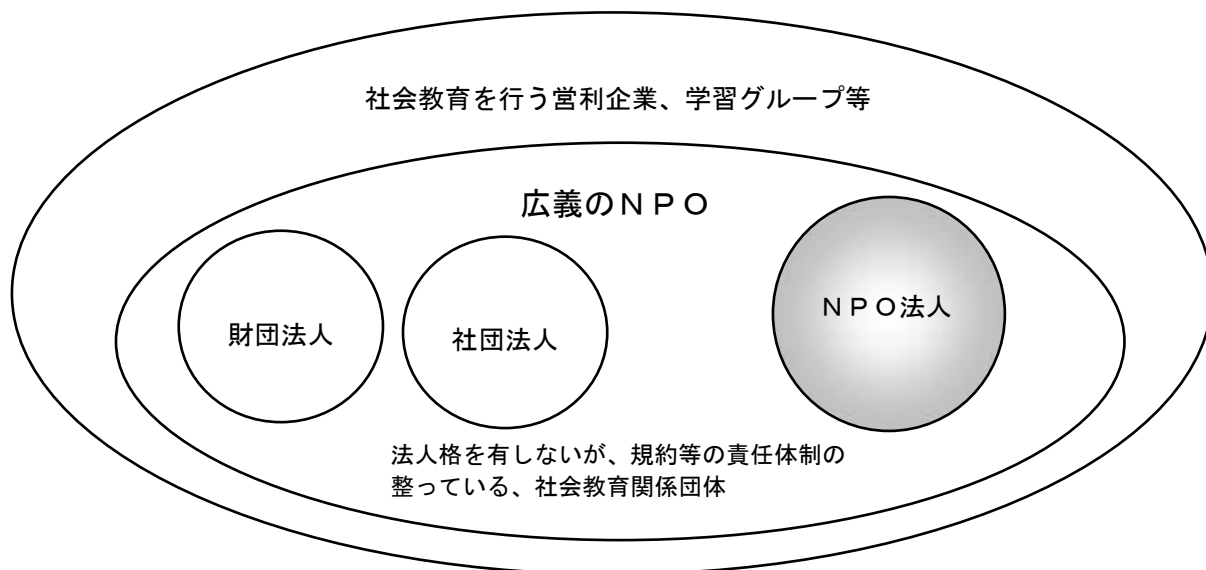 社会教育を行う営利企業、学習グループ等
広義のＮＰＯ
財団法人
社団法人
ＮＰＯ法人
法人格を有しないが、規約等の責任体制の
整っている、社会教育関係団体